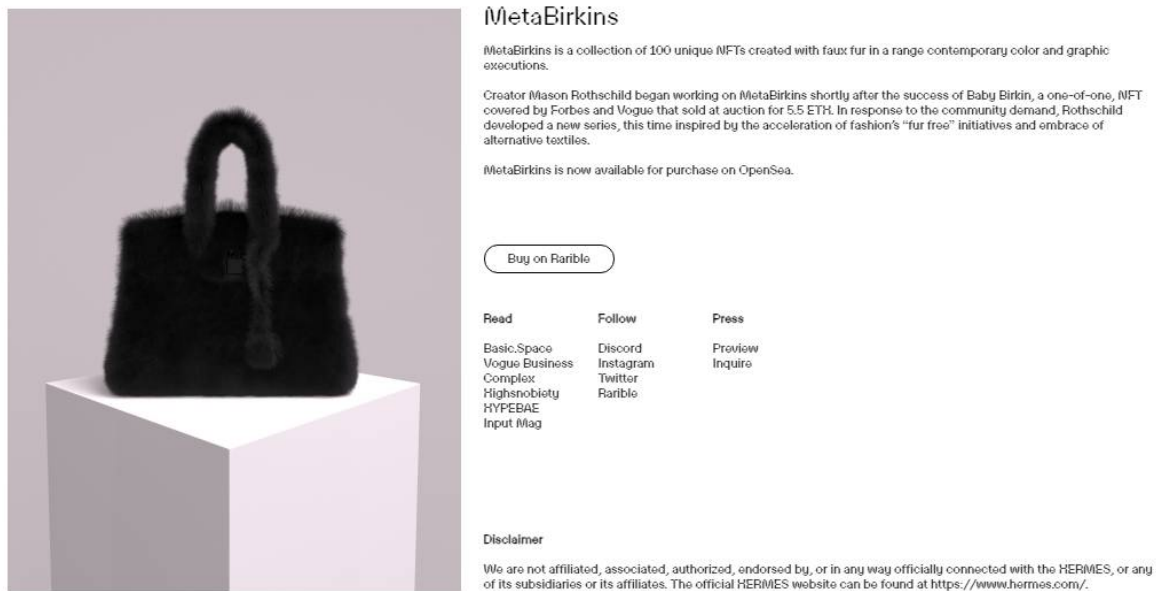 MetaBirkins
MetaBirkins is a collection of 100 unique NFTs created with faux fur in a range contemporary color and graphic
executions.
Creator Mason Rothschild began working on MetaBirkins shortly after the success of Baby Birkin, a one-of-one, NFT
covered by Forbes and Vogue that sold at auction for 5.5 ETH. In response to the community demand, Rothschild
developed a new series, this time inspired by the acceleration of fashion's “fur free” initiatives and embrace of
alternative textiles.
MetaBirkins is now available for purchase on OpenSea.
Buy on Rarible
Read Follow Press
Basic.Space Discord Preview
Vogue Business Instagram Inquire
Complex Twitter
Highsnobiety Rarible
HYPEBAE
Input Mag
Disclaimer
We are not affiliated, associated, authorized, endorsed by, or in any way officially connected with the HERMES, or any
of its subsidiaries or its affiliates. The official HERMES website can be found at https://www.hermes.com/.